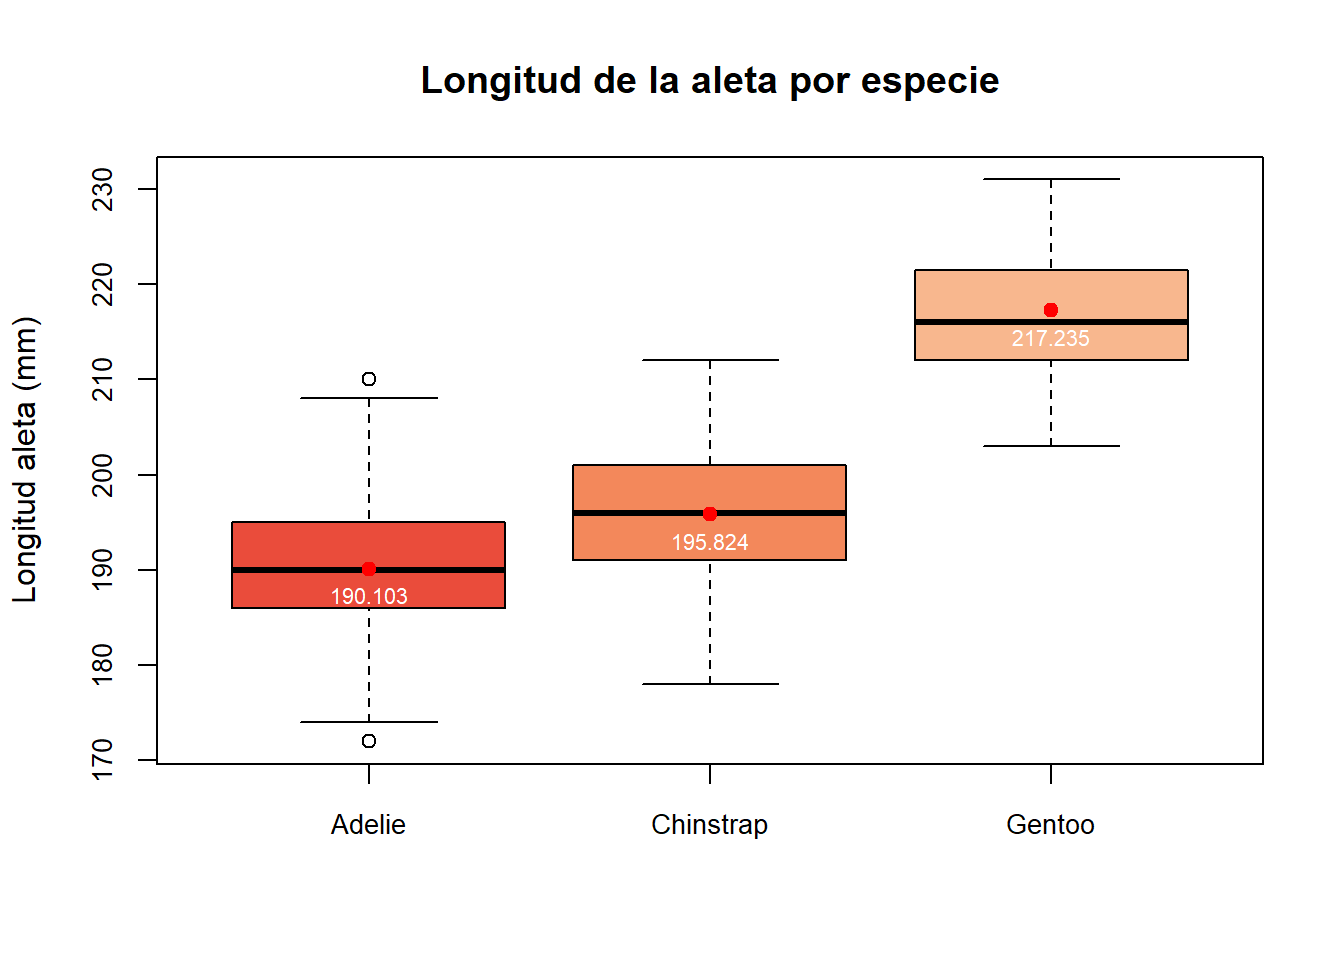 Longitud de la aleta por especie
Longitud aleta (mm)
230
220
210
200
190
180
170
217.235
195.824
190.103
Adelie
Chinstrap
Gentoo